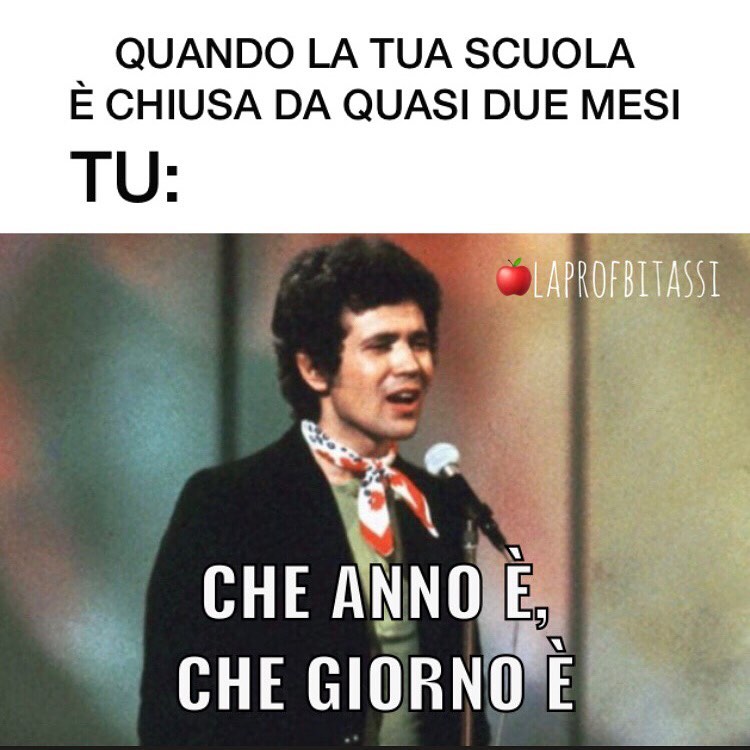 QUANDO LA TUA SCUOLA
È CHIUSA DA QUASI DUE MESI
TU:
LAPROFBITASSI
CHE ANNO È,
CHE GIORNO È